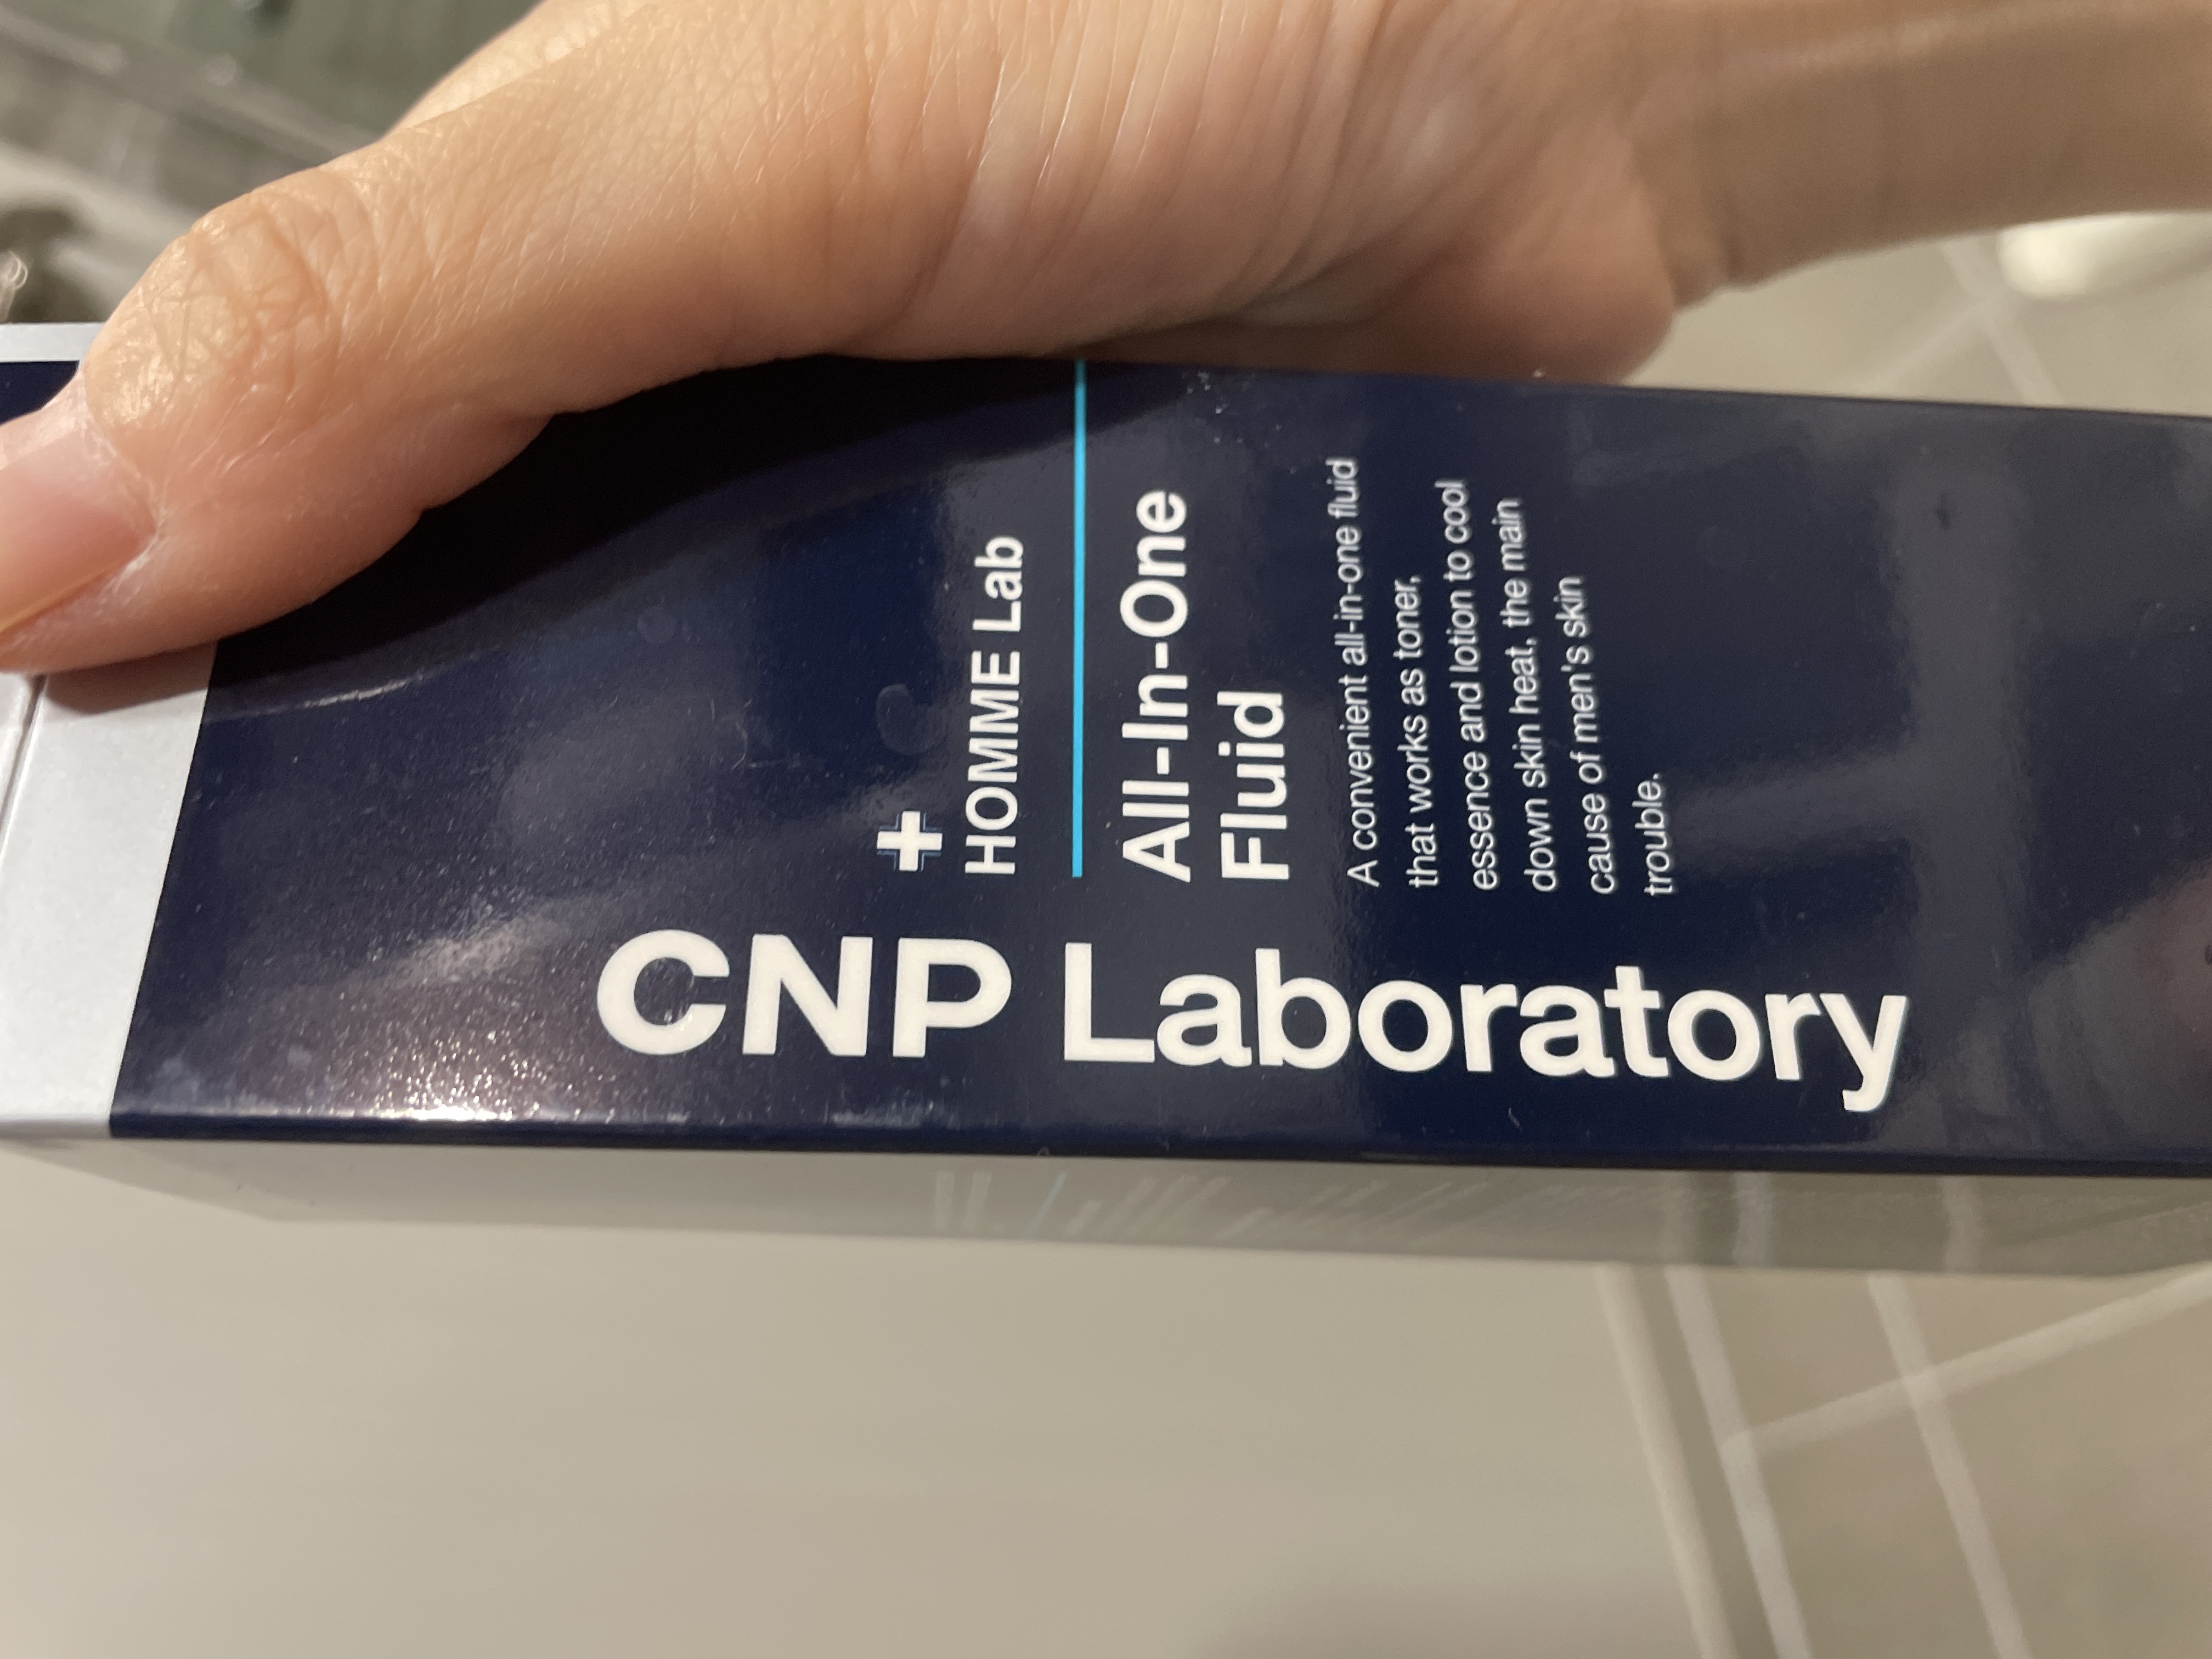 CNP Laboratory
HOMME Lab
All-In-One
Fluid
A convenient all-in-one fluid
that works as toner,
essence and lotion to cool
down skin heat, the main
cause of men's skin
trouble.